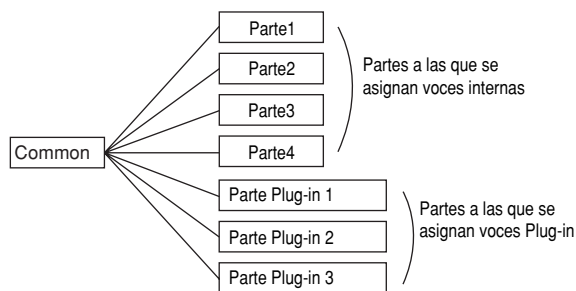 Parte1
Parte2
Parte3
Parte4
Partes a las que se
asignan voces internas
Common
Parte Plug-in 1
Parte Plug-in 2
Parte Plug-in 3
Partes a las que se
asignan voces Plug-in